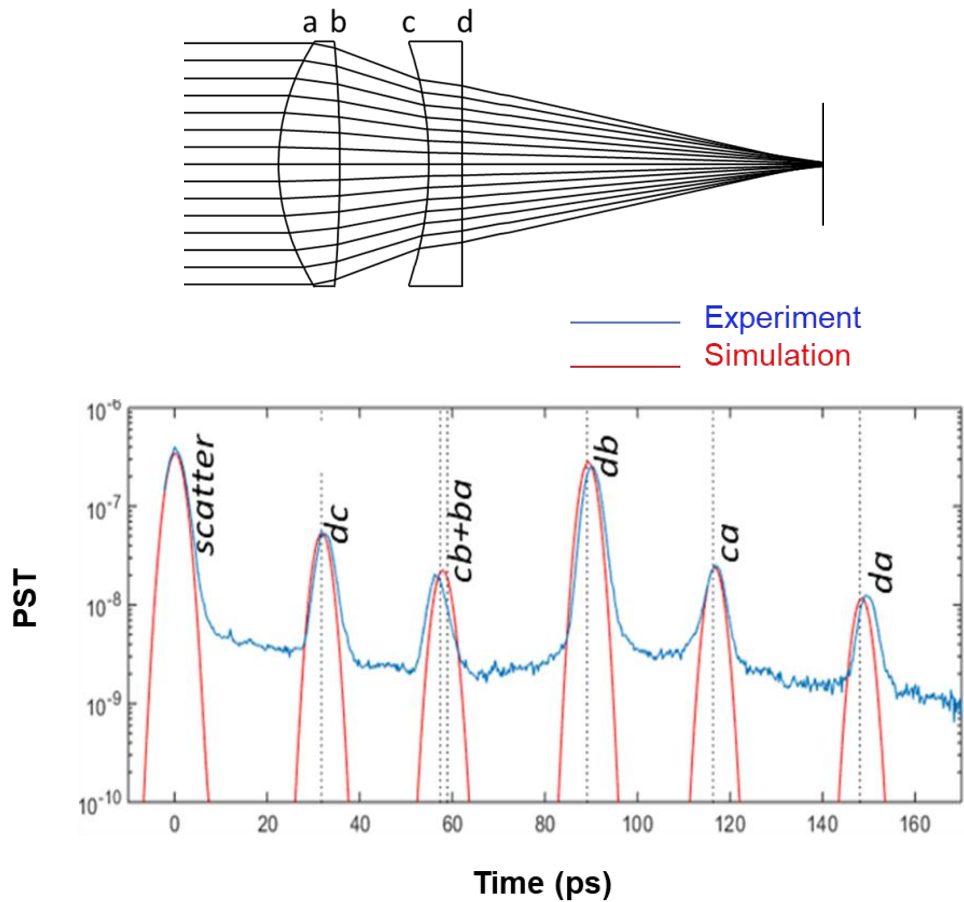 a b c d
Experiment
Simulation
PST
10-6
10-7
10-8
10-9
10-10
scatter
dc
cb+ba
db
ca
da
0 20 40 60 80 100 120 140 160
Time (ps)